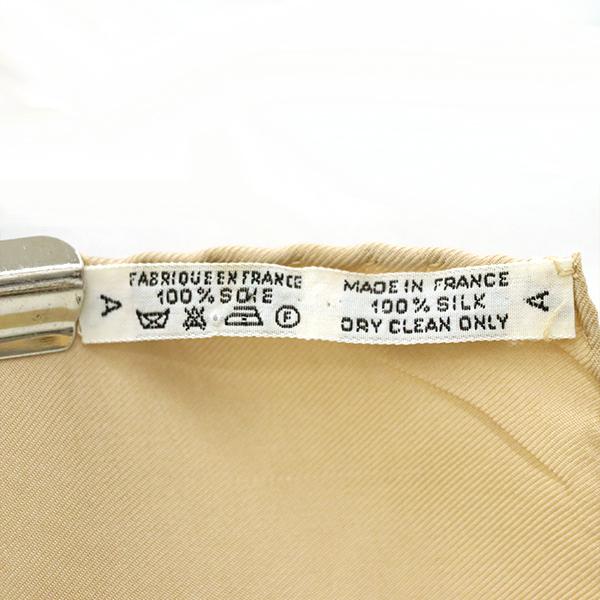 A
FABRIQUE EN FRANCE
100 % SOIE
F
MADE IN FRANCE
100 % SILK
DRY CLEAN ONLY
A